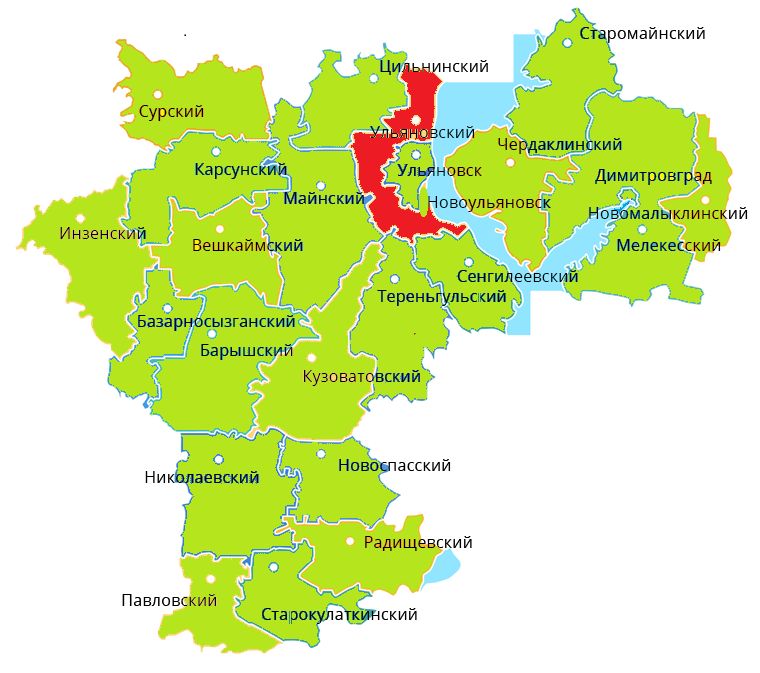 Старомайнский
Цильнинский
Сурский
Ульяновский
Чердаклинский
Карсунский
Ульяновск
Димитровград
Майнский
Новоульяновск
Новомалыклинский
Инзенский
Вешкаймский
Мелекесский
Сенгилеевский
Тереньгульский
Базарносызганский
Барышский
Кузоватовский
Новоспасский
Николаевский
Радищевский
Павловский
Старокулаткинский